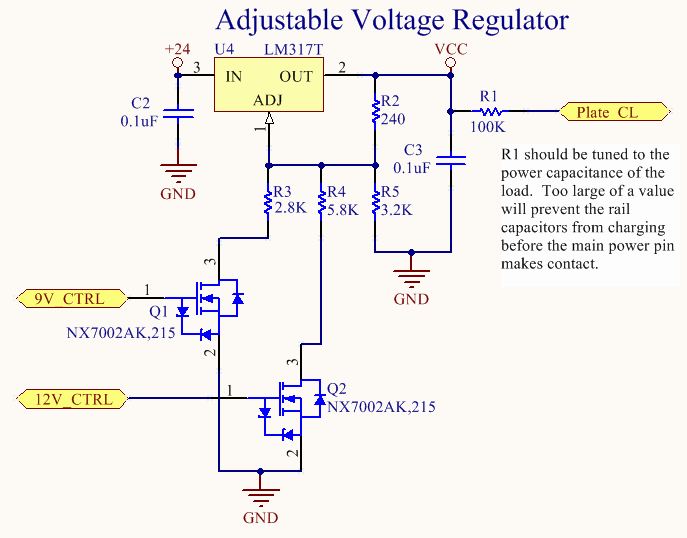 Adjustable Voltage Regulator
+24
U4
LM317T
VCC
3
IN
OUT
2
ADJ
1
C2
0.1uF
GND
R2
240
R1
100K
Plate_CL
C3
0.1uF
R3
2.8K
R4
5.8K
R5
3.2K
GND
R1 should be tuned to the
power capacitance of the
load. Too large of a value
will prevent the rail
capacitors from charging
before the main power pin
makes contact.
3
9V_CTRL
1
Q1
NX7002AK,215
2
12V_CTRL
1
3
Q2
NX7002AK,215
2
GND